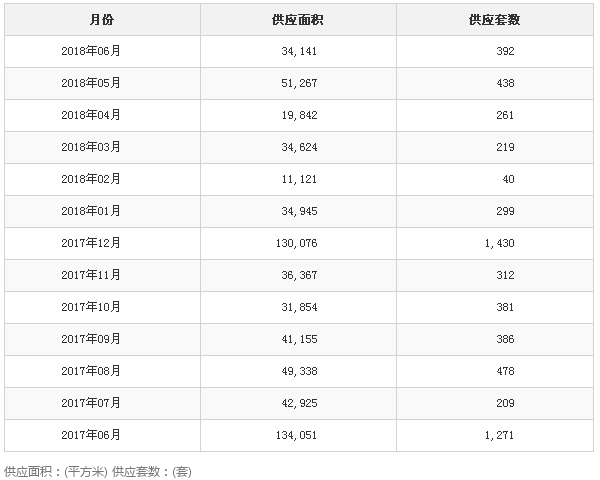 月份 供应面积 供应套数
2018年06月 34,141 392
2018年05月 51,267 438
2018年04月 19,842 261
2018年03月 34,624 219
2018年02月 11,121 40
2018年01月 34,945 299
2017年12月 130,076 1,430
2017年11月 36,367 312
2017年10月 31,854 381
2017年09月 41,155 386
2017年08月 49,338 478
2017年07月 42,925 209
2017年06月 134,051 1,271
供应面积：(平方米) 供应套数：(套)